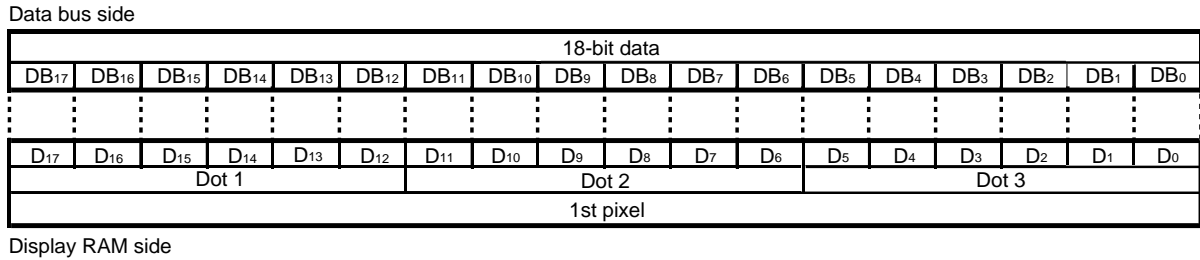 Data bus side
18-bit data
DB17 DB16 DB15 DB14 DB13 DB12 DB11 DB10 DB9 DB8 DB7 DB6 DB5 DB4 DB3 DB2 DB1 DB0
D17 D16 D15 D14 D13 D12 D11 D10 D9 D8 D7 D6 D5 D4 D3 D2 D1 D0
Dot 1 Dot 2 Dot 3
1st pixel
Display RAM side